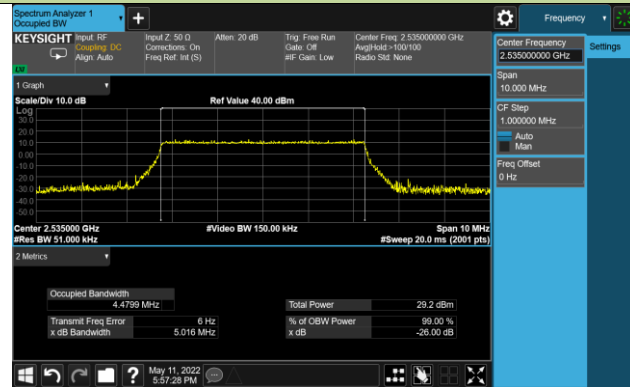 Spectrum Analyzer 1
Occupied BW
+
Frequency
KEYSIGHT
Input: RF
Coupling: DC
Align: Auto
Input Z: 50 Ω
Corrections: On
Freq Ref: Int (S)
Atten: 20 dB
Trig: Free Run
Gate: Off
#IF Gain: Low
Center Freq: 2.535000000 GHz
Avg|Hold:>100/100
Radio Std: None
Center Frequency
2.535000000 GHz
Settings
Span
10.000 MHz
CF Step
1.000000 MHz
Auto
Man
Freq Offset
0 Hz
1 Graph
Scale/Div 10.0 dB
Ref Value 40.00 dBm
Log
30.0
20.0
10.0
0.00
-10.0
-20.0
-30.0
-40.0
-50.0
Center 2.535000 GHz
#Video BW 150.00 kHz
Span 10 MHz
#Res BW 51.000 kHz
#Sweep 20.0 ms (2001 pts)
2 Metrics
Occupied Bandwidth
4.4799 MHz
Total Power 29.2 dBm
Transmit Freq Error 6 Hz
% of OBW Power 99.00 %
x dB Bandwidth 5.016 MHz
x dB -26.00 dB
?
May 11, 2022
5:57:28 PM